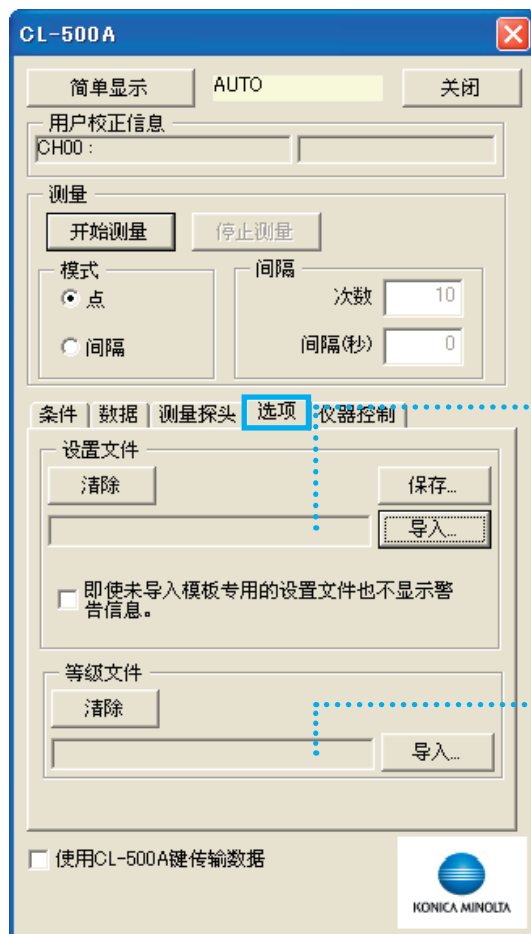 CL-500A
简单显示 AUTO 关闭
用户校正信息
CH00 :
测量
开始测量 停止测量
模式
点
间隔
间隔
次数 10
间隔(秒) 0
条件 数据 测量探头 选项 仪器控制
设置文件
清除 保存...
导入...
即使未导入模板专用的设置文件也不显示警
告信息。
等级文件
清除
导入...
使用CL-500A键传输数据
KONICA MINOLTA